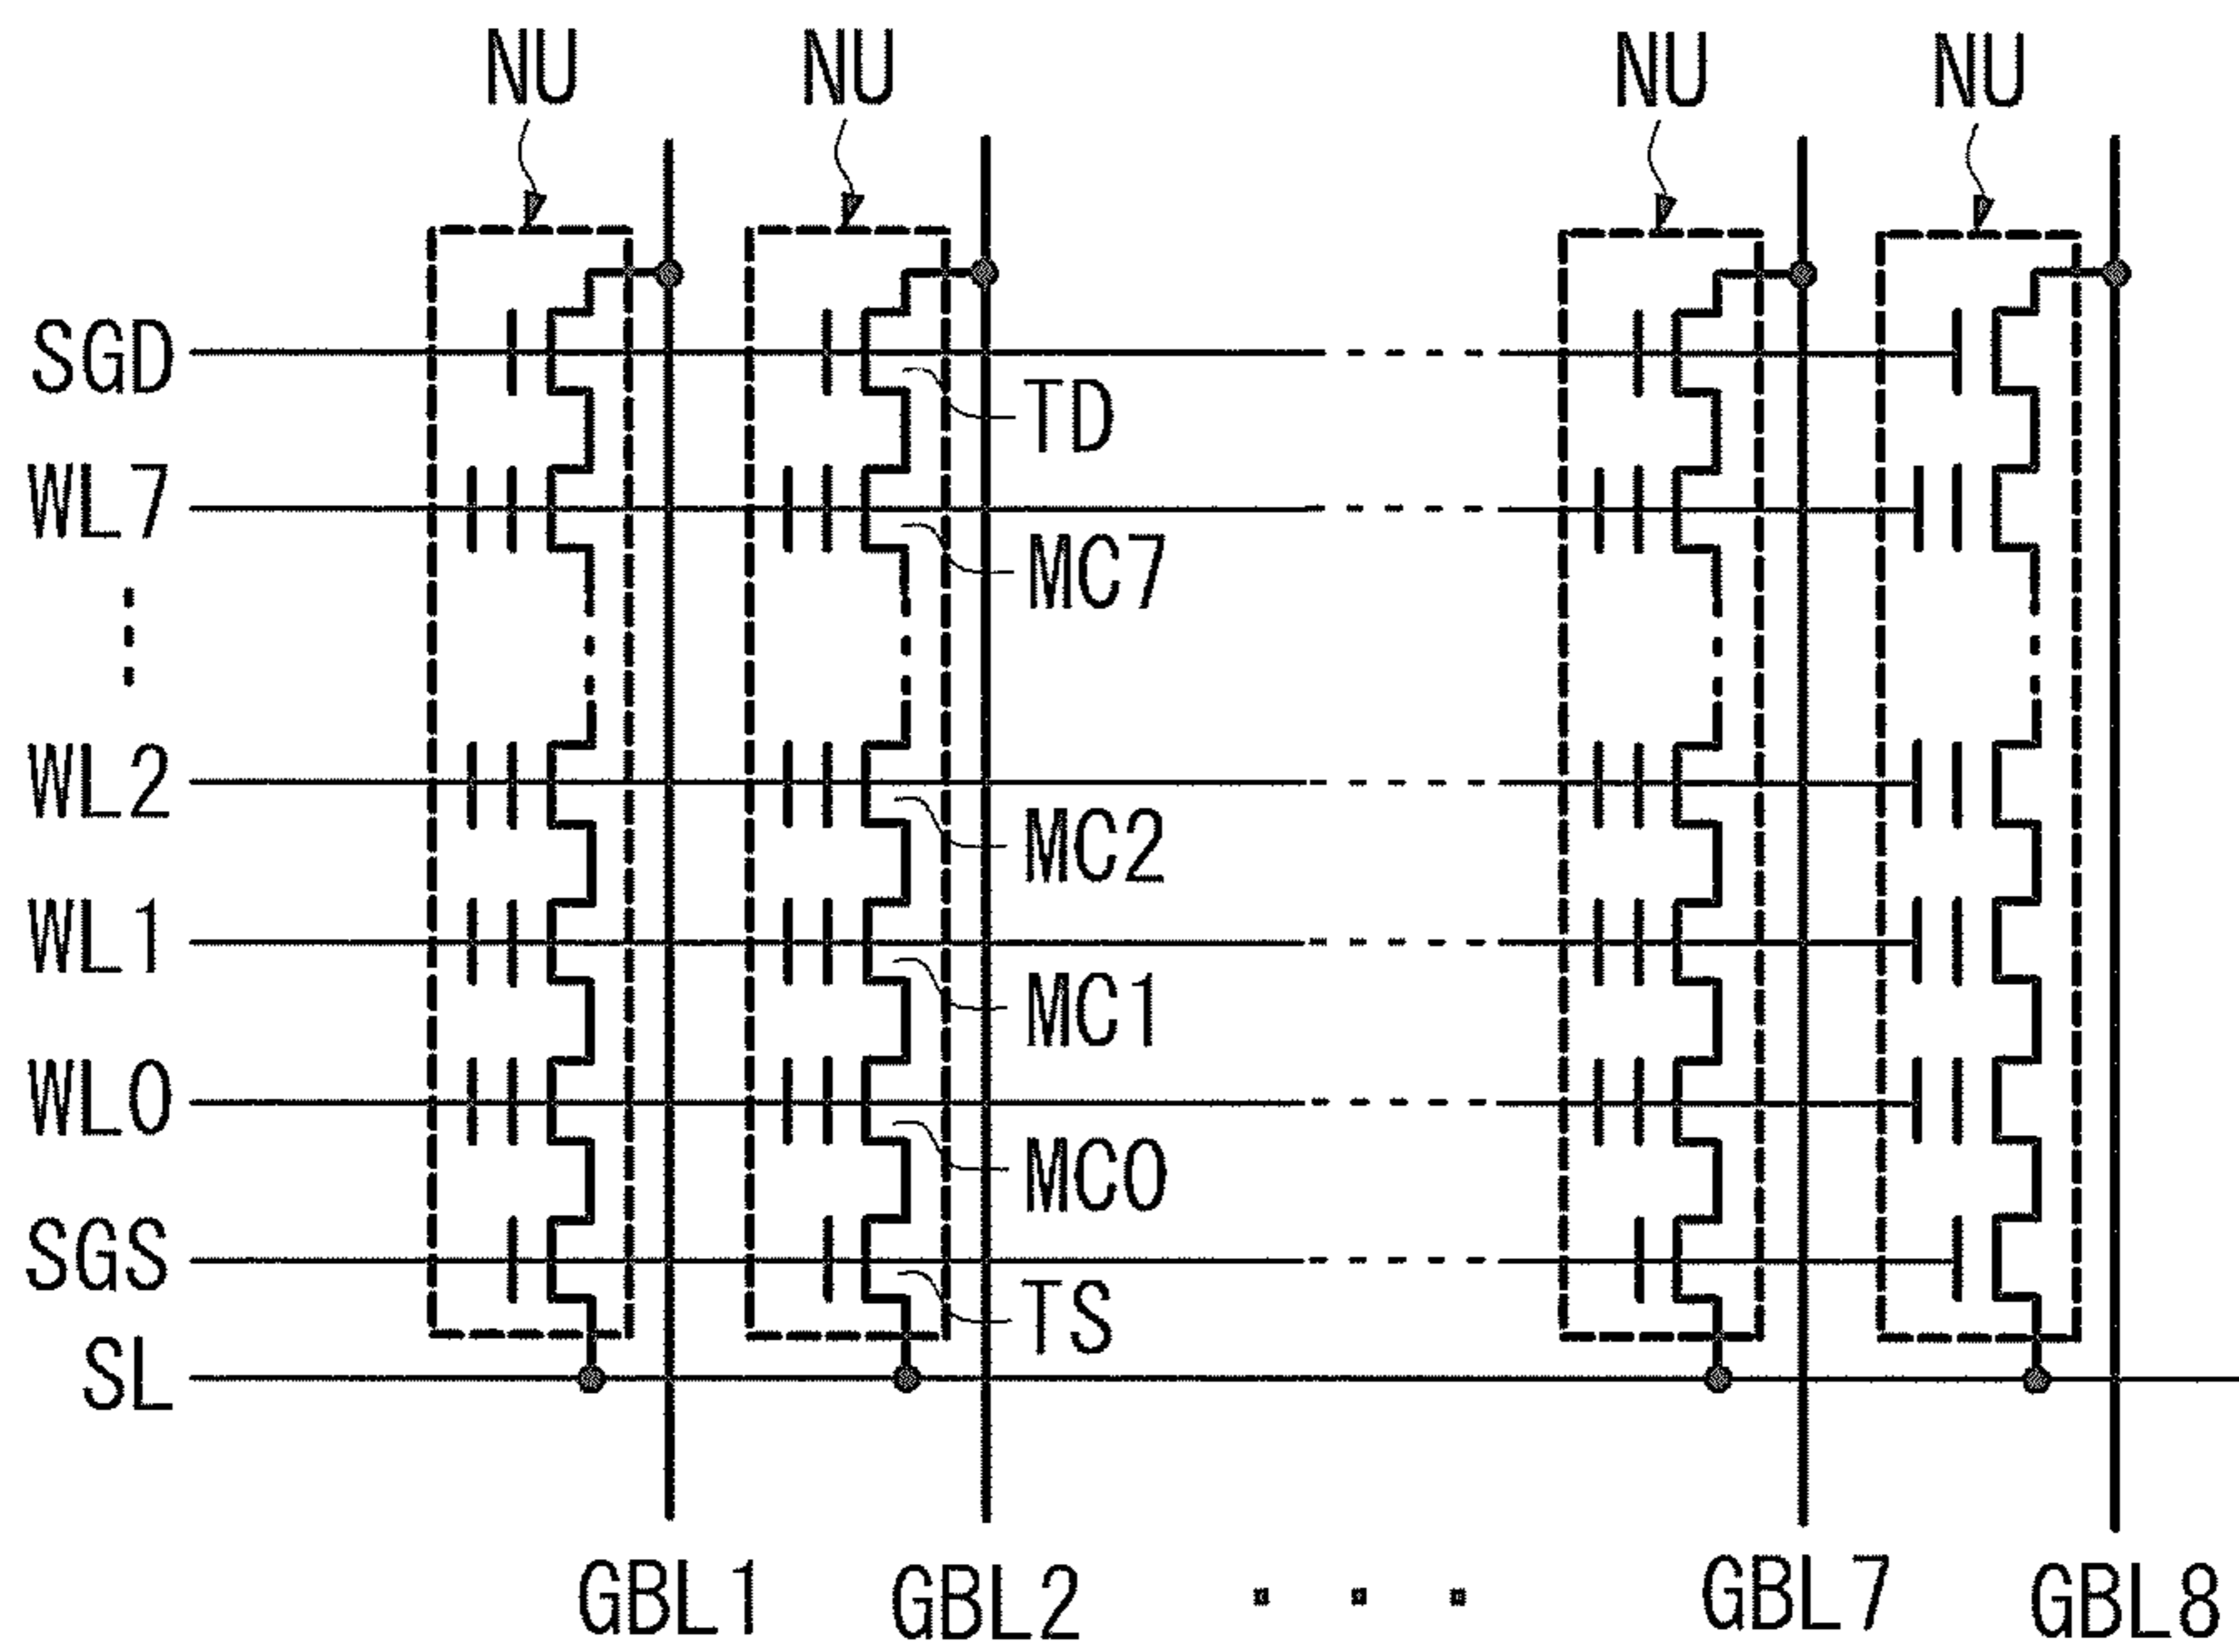 NU NU NU NU
SGD
TD
WL7
MC7
WL2
MC2
WL1
MC1
WL0
MC0
SGS
TS
SL
GBL1 GBL2 ... GBL7 GBL8